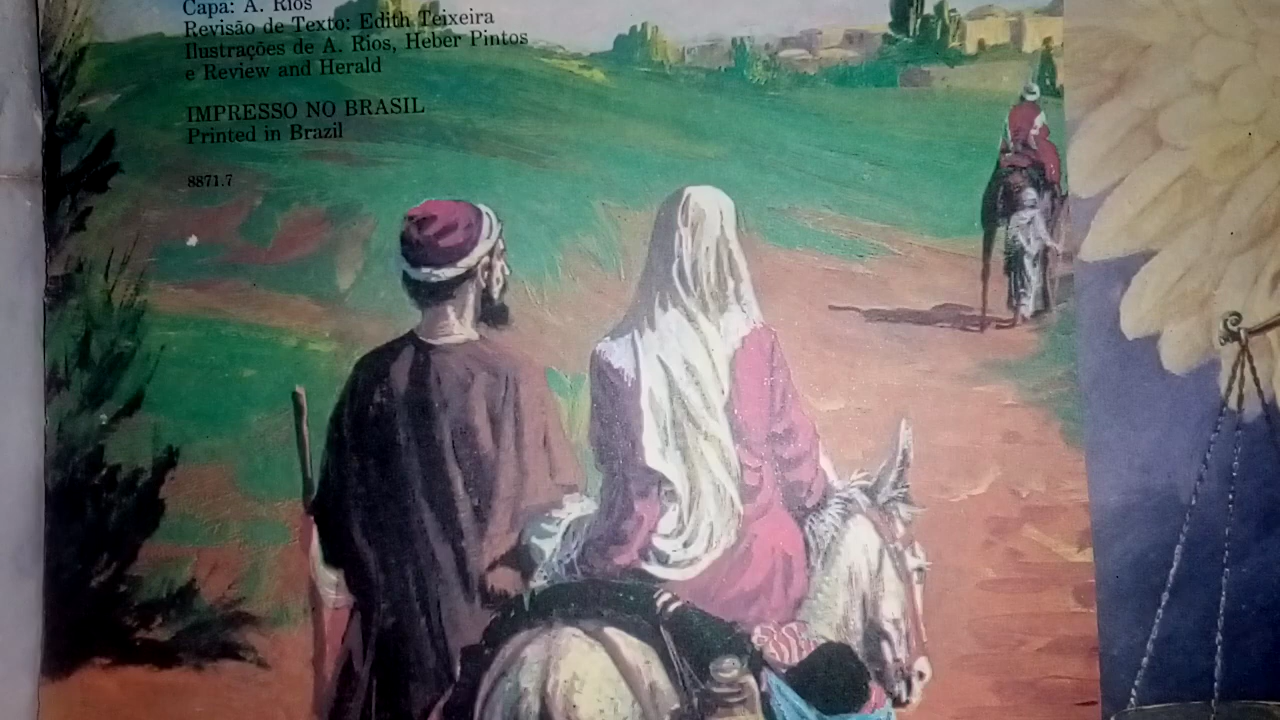 Capa: A. Rios
Revisão de Texto: Edith Teixeira
Ilustrações de A. Rios, Heber Pintos
e Review and Herald
IMPRESSO NO BRASIL
Printed in Brazil
8871.7